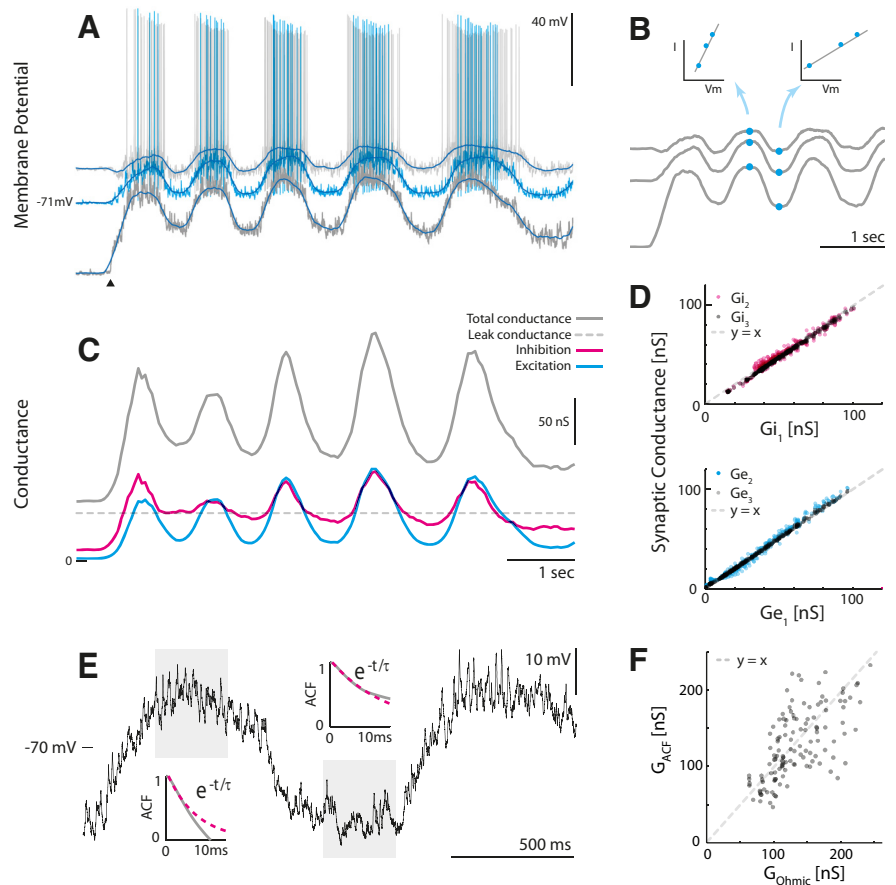 A
Membrane Potential
40 mV
-71mV
B
I
Vm
I
Vm
1 sec
C
Conductance
Total conductance
Leak conductance
Inhibition
Excitation
50 nS
0
1 sec
D
Synaptic Conductance [nS]
Gi2
Gi3
y = x
100
0
0
100
Gi1 [nS]
Ge2
Ge3
y = x
100
0
0
100
Ge1 [nS]
E
10 mV
-70 mV
ACF
1
0
0
10ms
e-t/τ
ACF
1
0
0
10ms
e-t/τ
500 ms
F
y = x
GACF [nS]
200
100
0
0
100
200
GOhmic [nS]